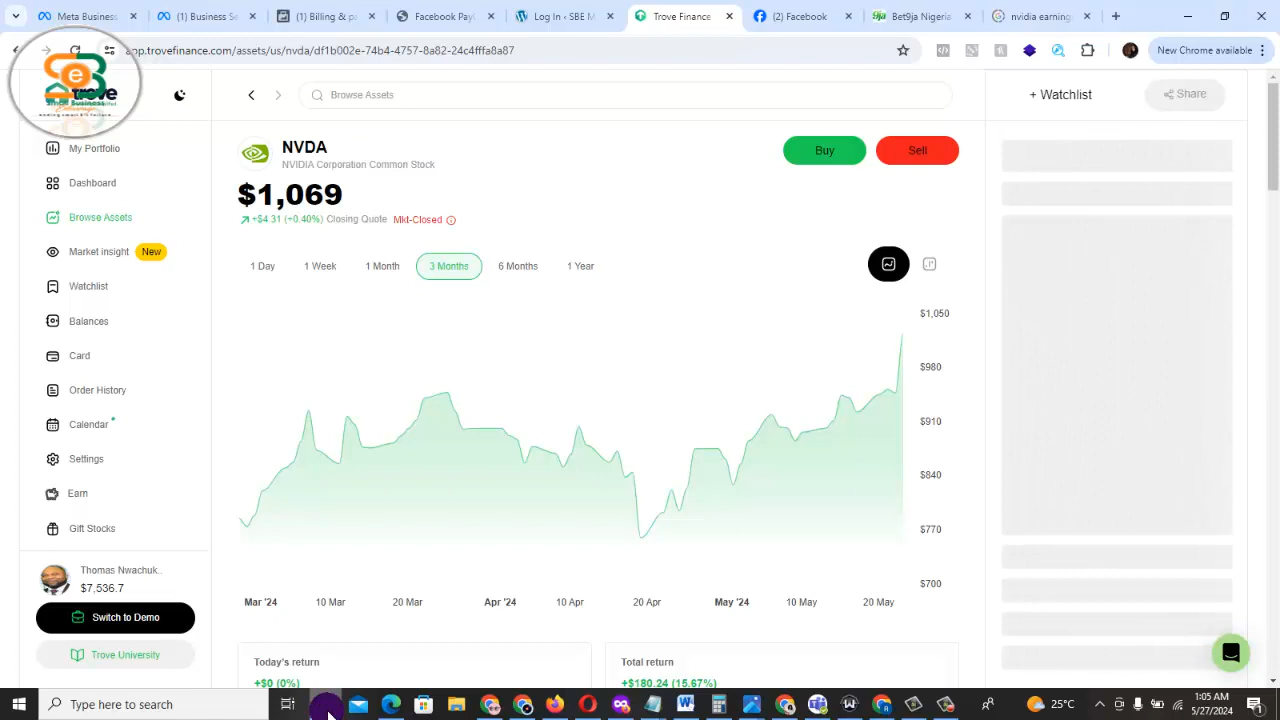 (1) Busines
(1) Business
(1) Billing & pa
Facebook Pay
Log In ‹ SBE M
Trove Finance
(2) Facebook
Bet9ja Nigeri
nvidia earning
app.trovefinance.com/assets/us/nvda/df1b002e-74b4-4757-8a82-24c4fffa8a87
New Chrome available
SeB
trove
Small Business
Browse Assets
+ Watchlist
Share
My Portfolio
Dashboard
Browse Assets
Market insight New
Watchlist
Balances
Card
Order History
Calendar
Settings
Earn
Gift Stocks
Thomas Nwachuk..
$7,536.7
Switch to Demo
Trove University
NVDA
NVIDIA Corporation Common Stock
Buy
Sell
$1,069
+$4.31 (+0.40%) Closing Quote Mkt-Closed
1 Day 1 Week 1 Month 3 Months 6 Months 1 Year
$1,050
$980
$910
$840
$770
$700
Mar '24 10 Mar 20 Mar Apr '24 10 Apr 20 Apr May '24 10 May 20 May
Today's return
+$0 (0%)
Total return
+$180.24 (15.67%)
Type here to search
25°C
1:05 AM
5/27/2024